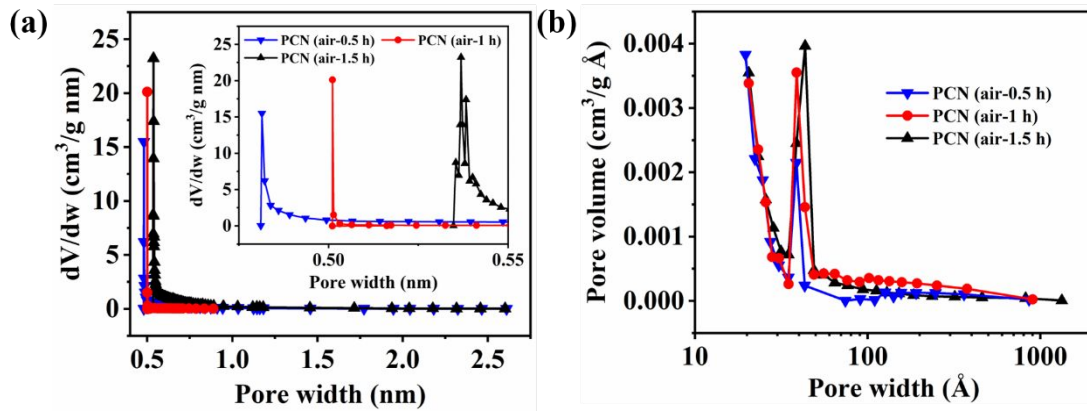 (a)
dV/dw (cm³/g nm)
25
20
15
10
5
0
0.5 1.0 1.5 2.0 2.5
Pore width (nm)
PCN (air-0.5 h) PCN (air-1 h)
PCN (air-1.5 h)
dV/dw (cm³/g nm)
25
20
15
10
5
0
0.50 0.55
Pore width (nm)
(b)
Pore volume (cm³/g Å)
0.004
0.003
0.002
0.001
0.000
10 100 1000
Pore width (Å)
PCN (air-0.5 h)
PCN (air-1 h)
PCN (air-1.5 h)